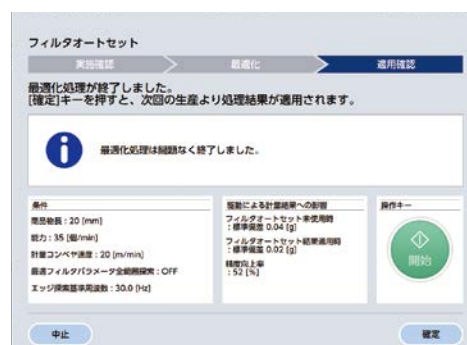 フィルタオートセット
実施確認
最適化
適用確認
最適化処理が終了しました。
[確定]キーを押すと、次回の生産より処理結果が適用されます。
最適化処理は問題なく終了しました。
条件
商品物長 : 20 [mm]
能力 : 35 [個/min]
計量コンベヤ速度 : 20 [m/min]
最適フィルタパラメータ全範囲探索 : OFF
エッジ探索基準周波数 : 30.0 [Hz]
駆動による計量結果への影響
フィルタオートセット未使用時
: 標準偏差 0.04 [g]
フィルタオートセット結果適用時
: 標準偏差 0.02 [g]
精度向上率
: 52 [%]
操作キー
開始
中止
確定